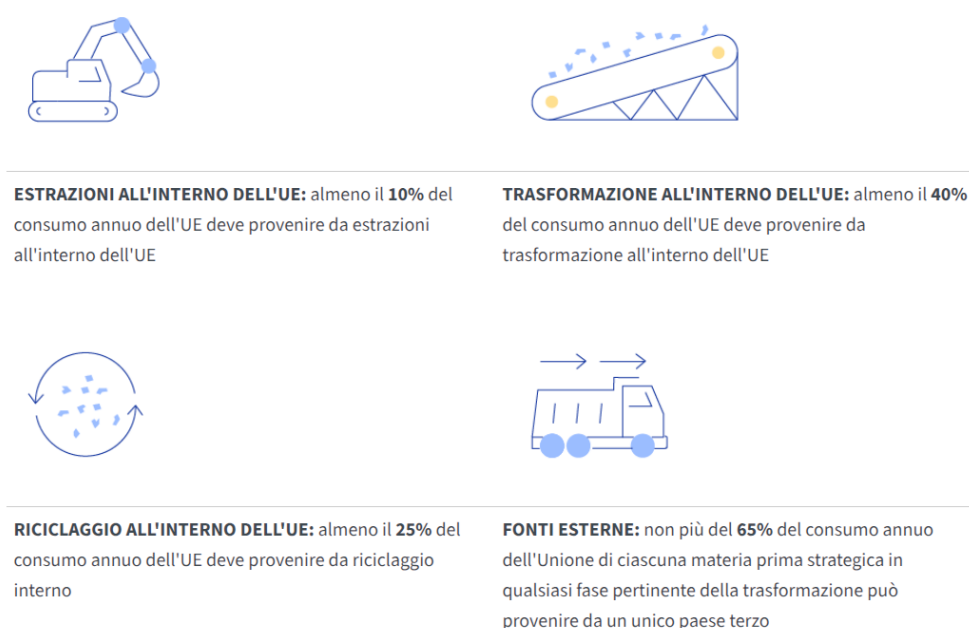 ESTRAZIONI ALL'INTERNO DELL'UE: almeno il 10% del
consumo annuo dell'UE deve provenire da estrazioni
all'interno dell'UE
TRASFORMAZIONE ALL'INTERNO DELL'UE: almeno il 40%
del consumo annuo dell'UE deve provenire da
trasformazione all'interno dell'UE
RICICLAGGIO ALL'INTERNO DELL'UE: almeno il 25% del
consumo annuo dell'UE deve provenire da riciclaggio
interno
FONTI ESTERNE: non più del 65% del consumo annuo
dell'Unione di ciascuna materia prima strategica in
qualsiasi fase pertinente della trasformazione può
provenire da un unico paese terzo